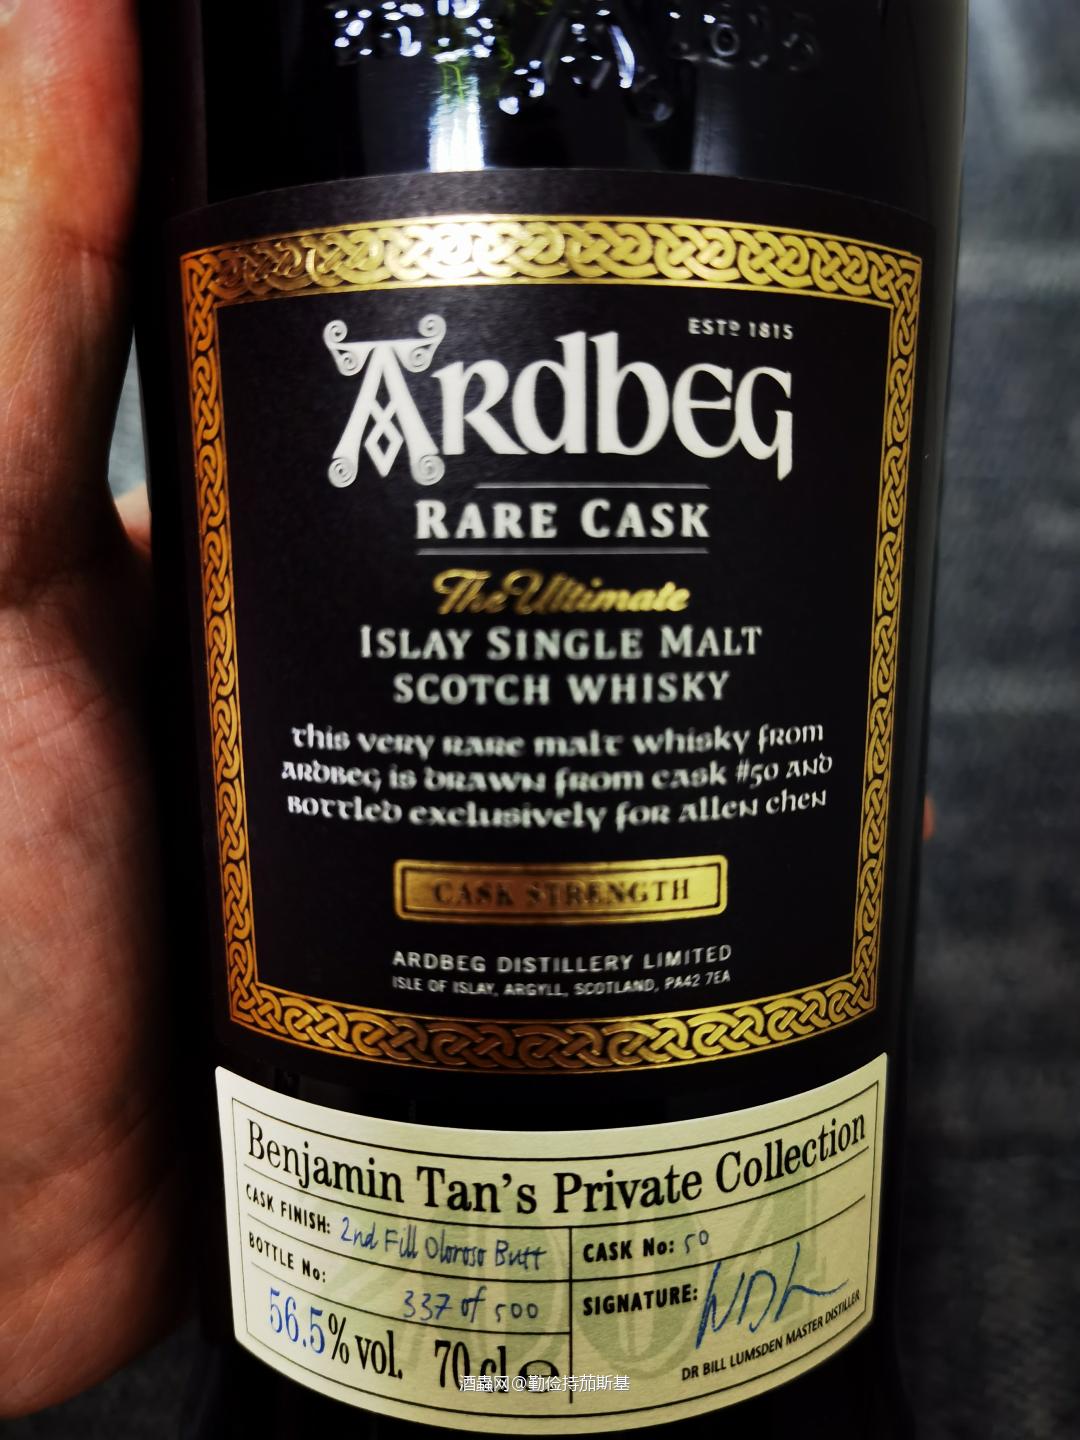 ESTD 1815
ARDBEG
RARE CASK
The Ultimate
ISLAY SINGLE MALT
SCOTCH WHISKY
this very rare malt whisky from
Ardbeg is drawn from cask #50 and
bottled exclusively for Allen Chen
CASK STRENGTH
ARDBEG DISTILLERY LIMITED
ISLE OF ISLAY, ARGYLL, SCOTLAND, PA42 7EA
Benjamin Tan's Private Collection
CASK FINISH: 2nd Fill Oloroso Butt
BOTTLE No: 337 of 500
56.5% vol. 70 cl e
CASK No: 50
SIGNATURE:
DR BILL LUMSDEN MASTER DISTILLER
酒蟲网@勤俭持茄斯基